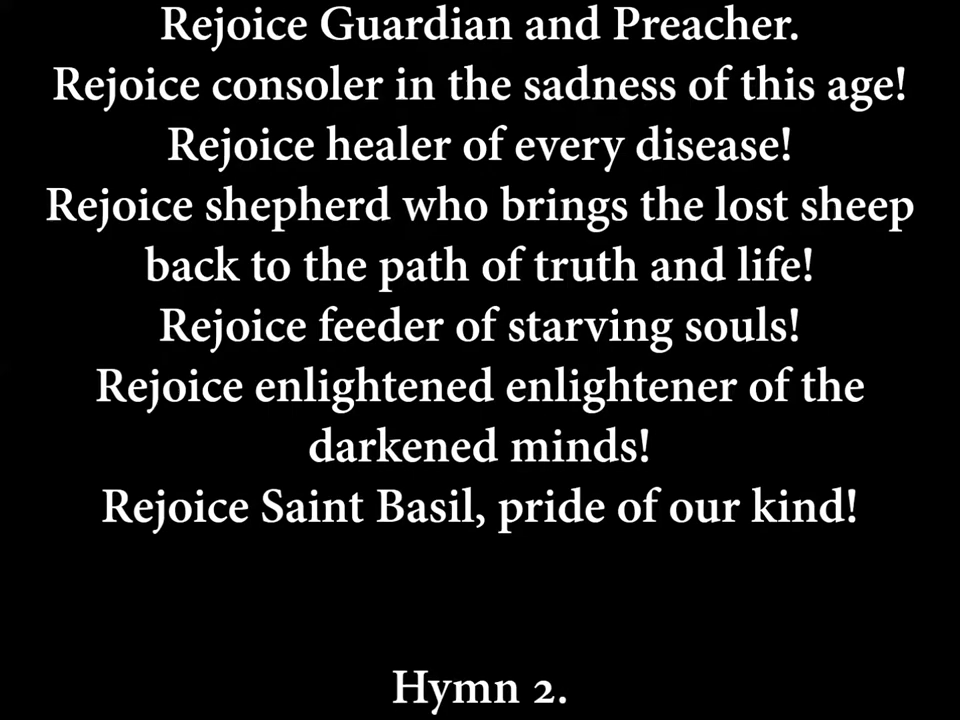 Rejoice Guardian and Preacher.
Rejoice consoler in the sadness of this age!
Rejoice healer of every disease!
Rejoice shepherd who brings the lost sheep
back to the path of truth and life!
Rejoice feeder of starving souls!
Rejoice enlightened enlightener of the
darkened minds!
Rejoice Saint Basil, pride of our kind!
Hymn 2.